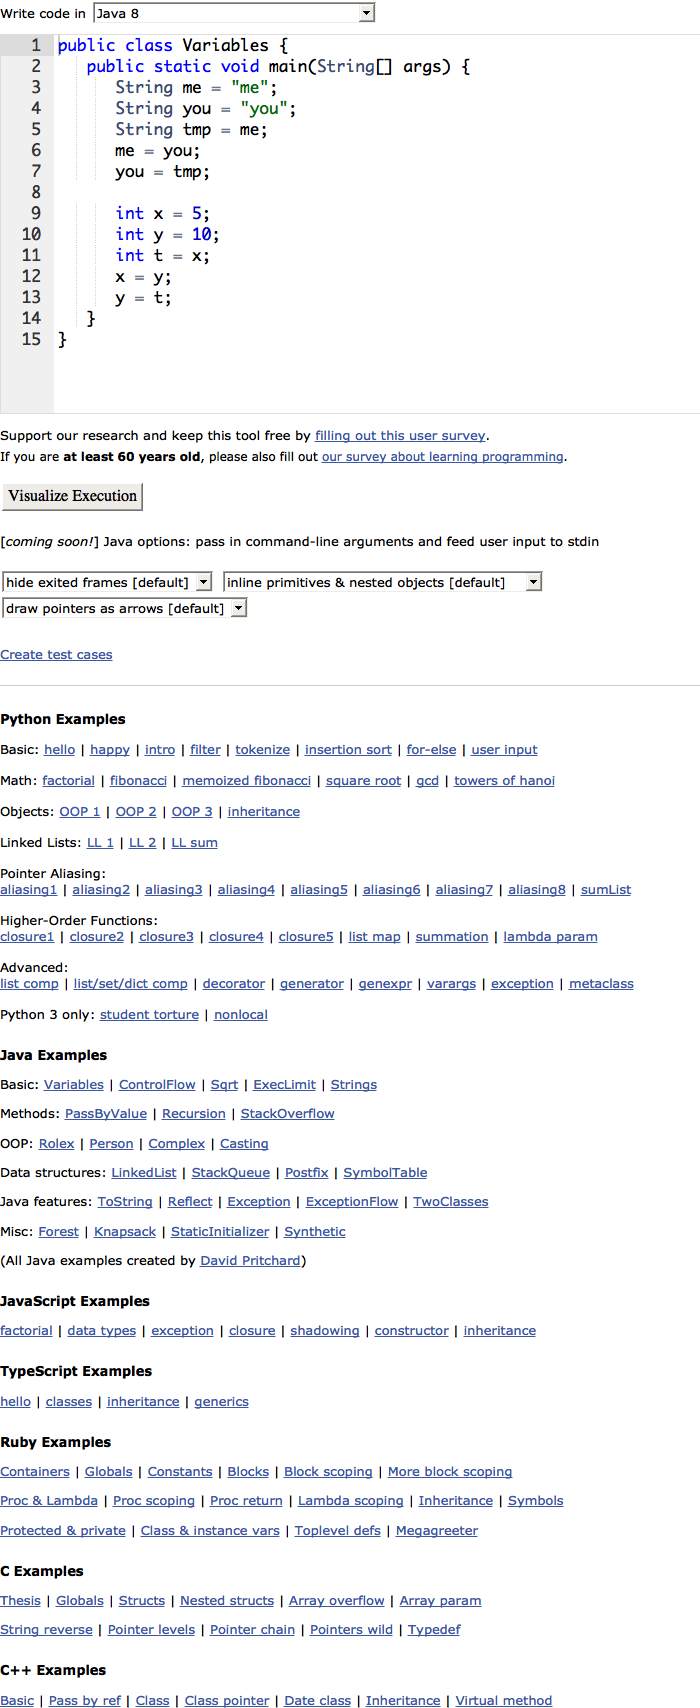 Write code in Java 8
1 public class Variables {
2 public static void main(String[] args) {
3 String me = "me";
4 String you = "you";
5 String tmp = me;
6 me = you;
7 you = tmp;
8
9 int x = 5;
10 int y = 10;
11 int t = x;
12 x = y;
13 y = t;
14 }
15 }
Support our research and keep this tool free by filling out this user survey.
If you are at least 60 years old, please also fill out our survey about learning programming.
Visualize Execution
[coming soon!] Java options: pass in command-line arguments and feed user input to stdin
hide exited frames [default] inline primitives & nested objects [default]
draw pointers as arrows [default]
Create test cases
Python Examples
Basic: hello | happy | intro | filter | tokenize | insertion sort | for-else | user input
Math: factorial | fibonacci | memoized fibonacci | square root | gcd | towers of hanoi
Objects: OOP 1 | OOP 2 | OOP 3 | inheritance
Linked Lists: LL 1 | LL 2 | LL sum
Pointer Aliasing:
aliasing1 | aliasing2 | aliasing3 | aliasing4 | aliasing5 | aliasing6 | aliasing7 | aliasing8 | sumList
Higher-Order Functions:
closure1 | closure2 | closure3 | closure4 | closure5 | list map | summation | lambda param
Advanced:
list comp | list/set/dict comp | decorator | generator | genexpr | varargs | exception | metaclass
Python 3 only: student torture | nonlocal
Java Examples
Basic: Variables | ControlFlow | Sqrt | ExecLimit | Strings
Methods: PassByValue | Recursion | StackOverflow
OOP: Rolex | Person | Complex | Casting
Data structures: LinkedList | StackQueue | Postfix | SymbolTable
Java features: ToString | Reflect | Exception | ExceptionFlow | TwoClasses
Misc: Forest | Knapsack | StaticInitializer | Synthetic
(All Java examples created by David Pritchard)
JavaScript Examples
factorial | data types | exception | closure | shadowing | constructor | inheritance
TypeScript Examples
hello | classes | inheritance | generics
Ruby Examples
Containers | Globals | Constants | Blocks | Block scoping | More block scoping
Proc & Lambda | Proc scoping | Proc return | Lambda scoping | Inheritance | Symbols
Protected & private | Class & instance vars | Toplevel defs | Megagreeter
C Examples
Thesis | Globals | Structs | Nested structs | Array overflow | Array param
String reverse | Pointer levels | Pointer chain | Pointers wild | Typedef
C++ Examples
Basic | Pass by ref | Class | Class pointer | Date class | Inheritance | Virtual method